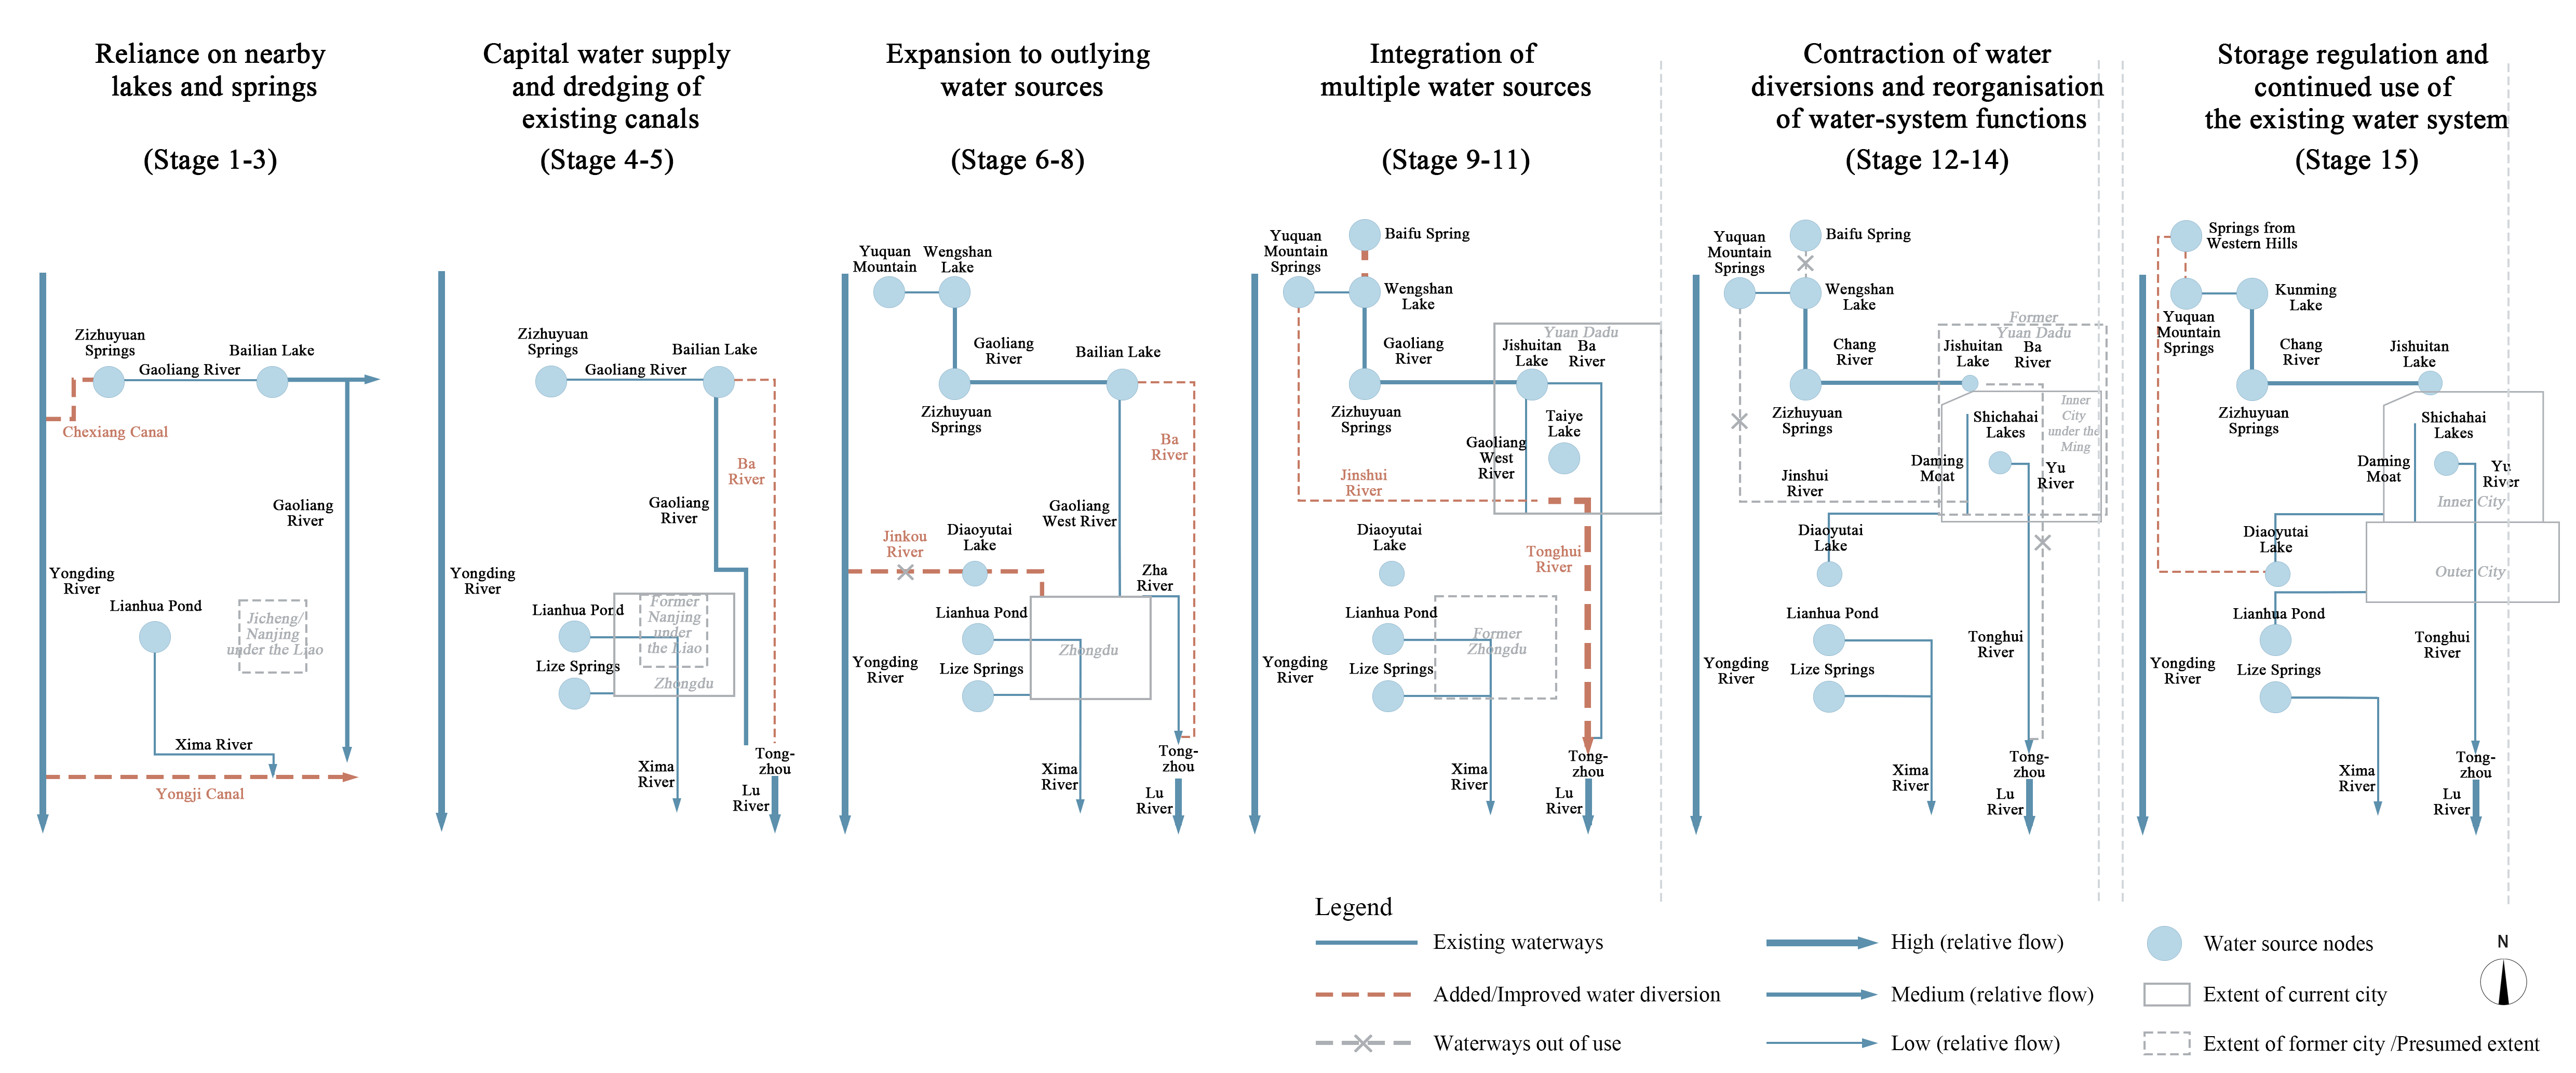 Reliance on nearby
lakes and springs
(Stage 1-3)
Zizhuyuan
Springs
Bailian Lake
Gaoliang River
Chexiang Canal
Gaoliang
River
Yongding
River
Lianhua Pond
Jicheng/
Nanjing
under the Liao
Xima River
Yongji Canal
Capital water supply
and dredging of
existing canals
(Stage 4-5)
Zizhuyuan
Springs
Bailian Lake
Gaoliang River
Ba
River
Gaoliang
River
Yongding
River
Lianhua Pond
Former
Nanjing
under
the Liao
Lize Springs
Zhongdu
Xima
River
Tong-
zhou
Lu
River
Expansion to outlying
water sources
(Stage 6-8)
Yuquan
Mountain
Wengshan
Lake
Gaoliang
River
Bailian Lake
Zizhuyuan
Springs
Ba
River
Gaoliang
West River
Jinkou
River
Diaoyutai
Lake
Zha
River
Lianhua Pond
Zhongdu
Yongding
River
Lize Springs
Xima
River
Tong-
zhou
Lu
River
Integration of
multiple water sources
(Stage 9-11)
Yuquan
Mountain
Springs
Baifu Spring
Wengshan
Lake
Yuan Dadu
Gaoliang
River
Jishuitan
Lake
Ba
River
Zizhuyuan
Springs
Taiye
Lake
Gaoliang
West
River
Jinshui
River
Diaoyutai
Lake
Tonghui
River
Lianhua Pond
Former
Zhongdu
Yongding
River
Lize Springs
Xima
River
Tong-
zhou
Lu
River
Contraction of water
diversions and reorganisation
of water-system functions
(Stage 12-14)
Yuquan
Mountain
Springs
Baifu Spring
Wengshan
Lake
Former
Yuan Dadu
Chang
River
Jishuitan
Lake
Ba
River
Zizhuyuan
Springs
Shichahai
Lakes
Inner
City
under the
Ming
Daming
Moat
Yu
River
Jinshui
River
Diaoyutai
Lake
Lianhua Pond
Tonghui
River
Yongding
River
Lize Springs
Xima
River
Tong-
zhou
Lu
River
Storage regulation and
continued use of
the existing water system
(Stage 15)
Springs from
Western Hills
Kunming
Lake
Yuquan
Mountain
Springs
Chang
River
Jishuitan
Lake
Zizhuyuan
Springs
Shichahai
Lakes
Daming
Moat
Yu
River
Inner City
Diaoyutai
Lake
Outer City
Lianhua Pond
Tonghui
River
Yongding
River
Lize Springs
Xima
River
Tong-
zhou
Lu
River
Legend
Existing waterways
High (relative flow)
Water source nodes
N
Added/Improved water diversion
Medium (relative flow)
Extent of current city
Waterways out of use
Low (relative flow)
Extent of former city /Presumed extent